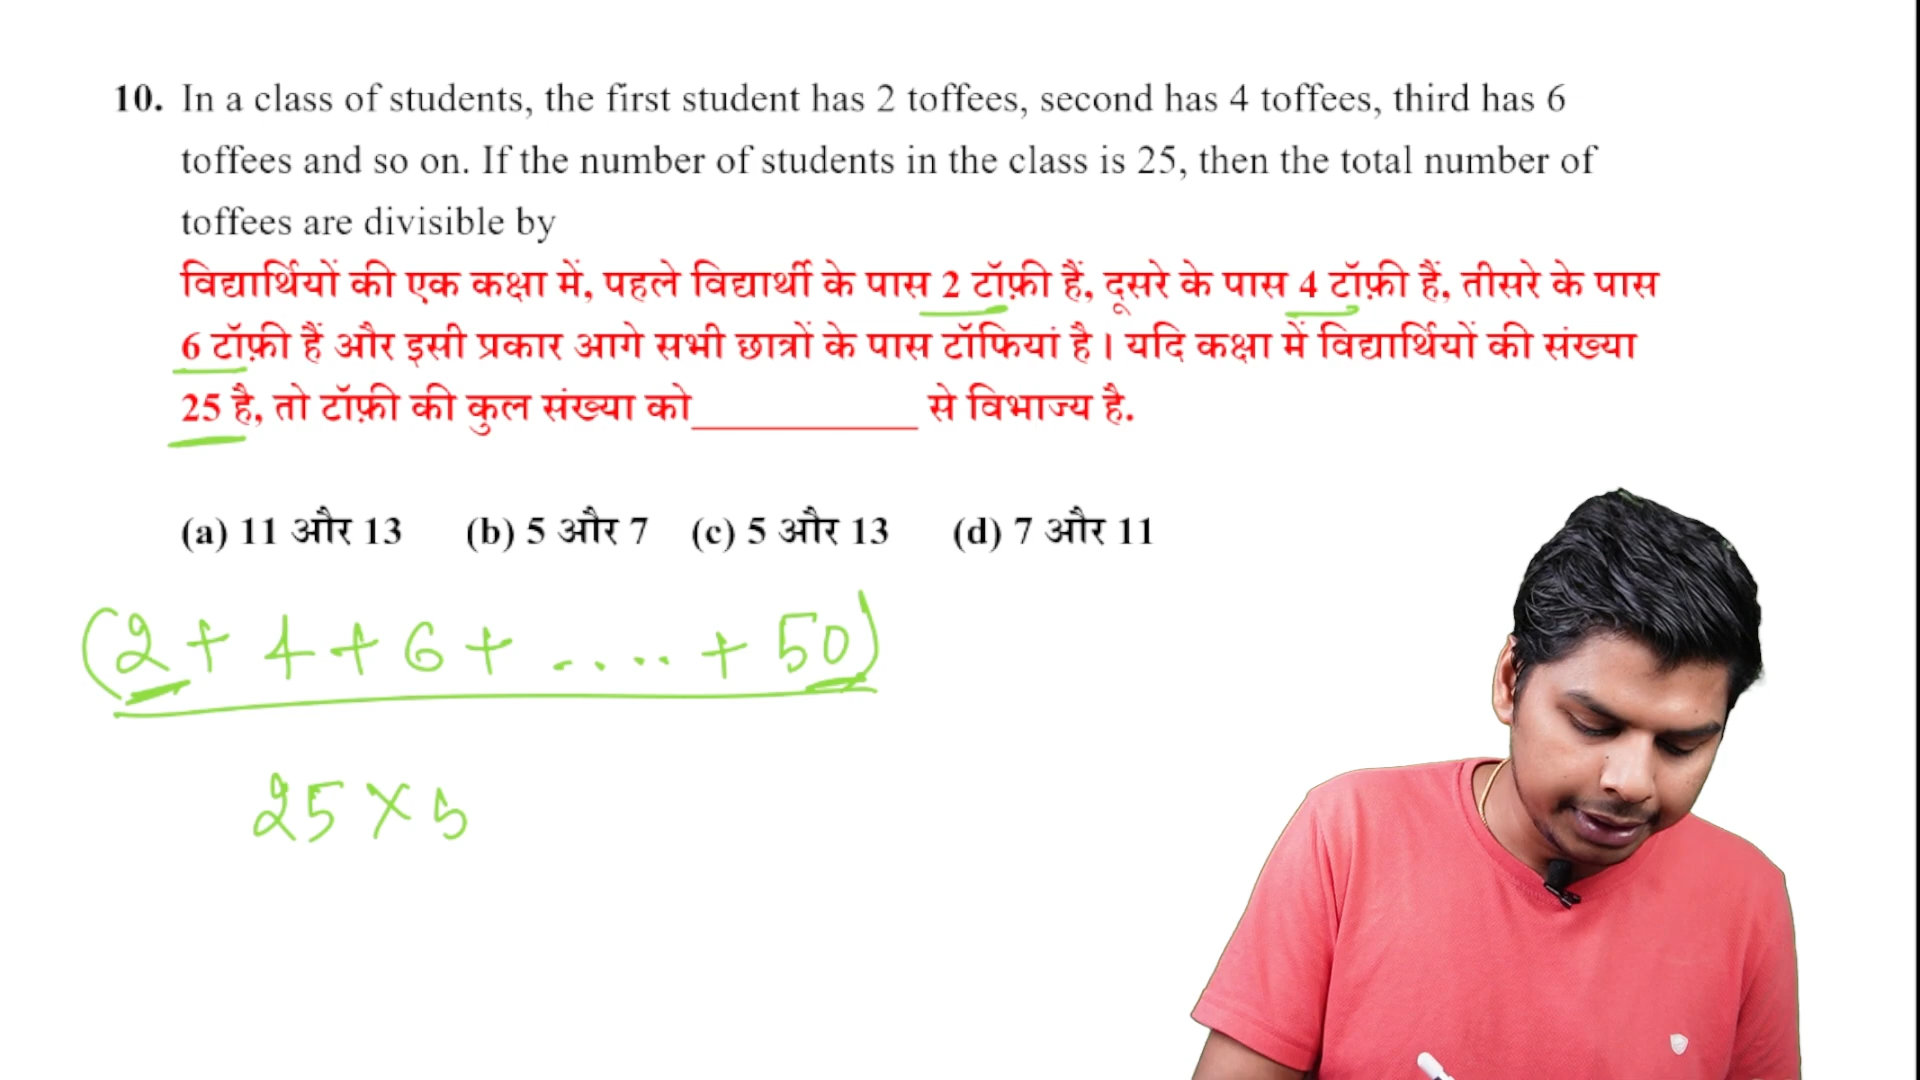 10. In a class of students, the first student has 2 toffees, second has 4 toffees, third has 6
toffees and so on. If the number of students in the class is 25, then the total number of
toffees are divisible by
विद्यार्थियों की एक कक्षा में, पहले विद्यार्थी के पास 2 टॉफ़ी हैं, दूसरे के पास 4 टॉफ़ी हैं, तीसरे के पास
6 टॉफ़ी हैं और इसी प्रकार आगे सभी छात्रों के पास टॉफियां है। यदि कक्षा में विद्यार्थियों की संख्या
25 है, तो टॉफ़ी की कुल संख्या को____________ से विभाज्य है.
(a) 11 और 13 (b) 5 और 7 (c) 5 और 13 (d) 7 और 11
(2 + 4 + 6 + ..... + 50)
25 × 5